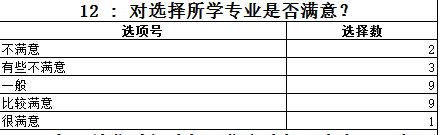 12 : 对选择所学专业是否满意？
选项号 选择数
不满意 2
有些不满意 3
一般 9
比较满意 9
很满意 1